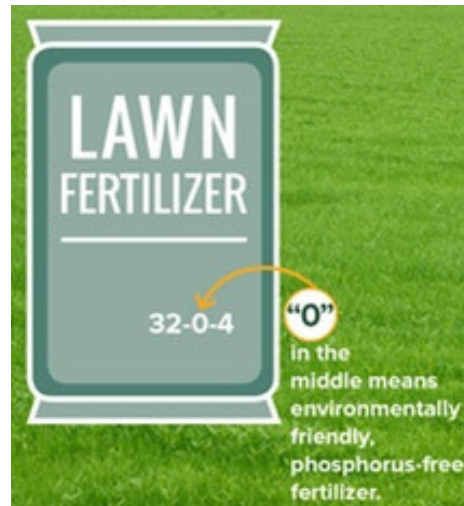 LAWN
FERTILIZER
32-0-4
“0”
in the
middle means
environmentally
friendly,
phosphorus-free
fertilizer.